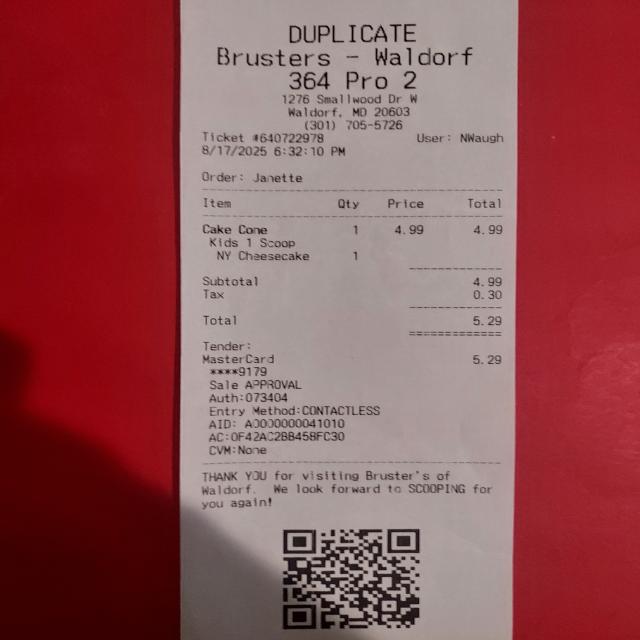 DUPLICATE
Brusters - Waldorf
364 Pro 2
1276 Smallwood Dr W
Waldorf, MD 20603
(301) 705-5726
Ticket #640722978 User: NWaugh
8/17/2025 6:32:10 PM
Order: Janette
Item Qty Price Total
Cake Cone 1 4.99 4.99
Kids 1 Scoop
NY Cheesecake 1
Subtotal 4.99
Tax 0.30
Total 5.29
Tender:
MasterCard 5.29
****9179
Sale APPROVAL
Auth:073404
Entry Method:CONTACTLESS
AID: A0000000041010
AC:0F42AC2BB45BFC30
CVM:None
THANK YOU for visiting Bruster's of
Waldorf. We look forward to SCOOPING for
you again!